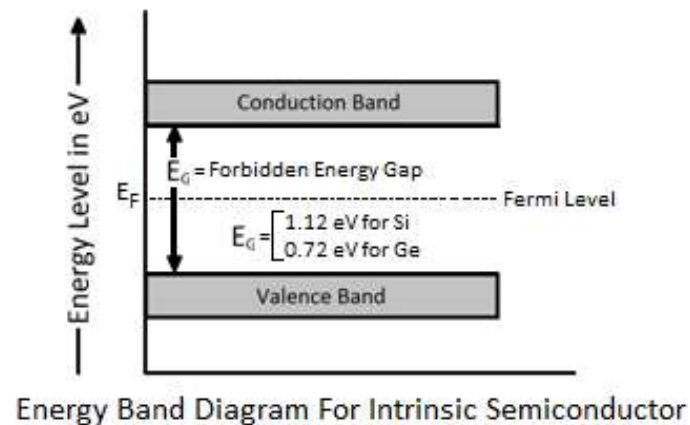 Energy Level in eV
Conduction Band
E_G = Forbidden Energy Gap
E_F
Fermi Level
E_G = [ 1.12 eV for Si
0.72 eV for Ge
Valence Band
Energy Band Diagram For Intrinsic Semiconductor